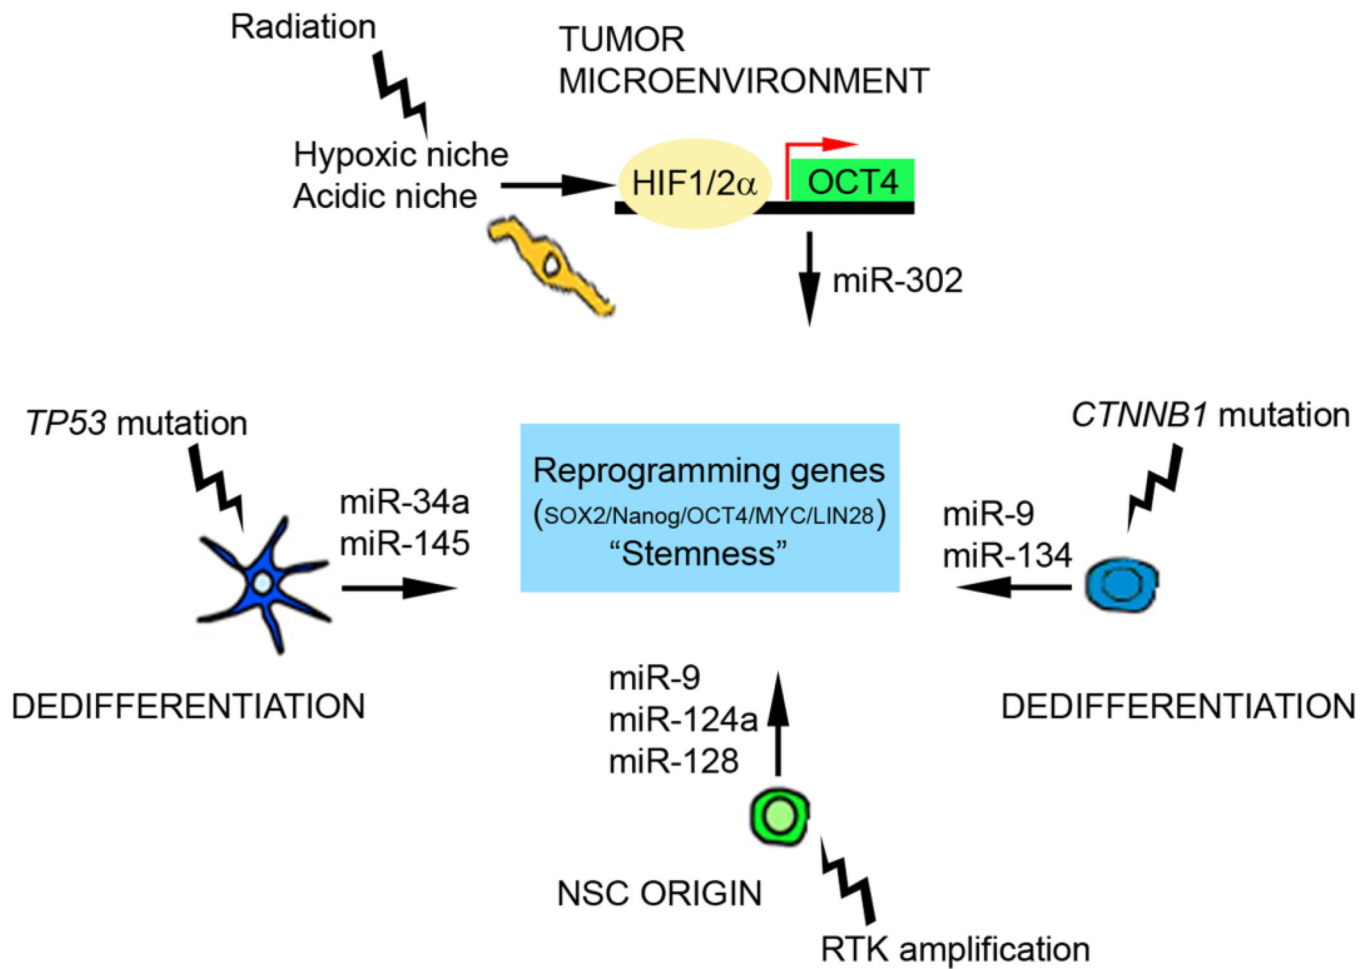 Radiation
TUMOR
MICROENVIRONMENT
Hypoxic niche
Acidic niche
HIF1/2α
OCT4
miR-302
TP53 mutation
CTNNB1 mutation
miR-34a
miR-145
Reprogramming genes
(SOX2/Nanog/OCT4/MYC/LIN28)
“Stemness”
miR-9
miR-134
DEDIFFERENTIATION
DEDIFFERENTIATION
miR-9
miR-124a
miR-128
NSC ORIGIN
RTK amplification